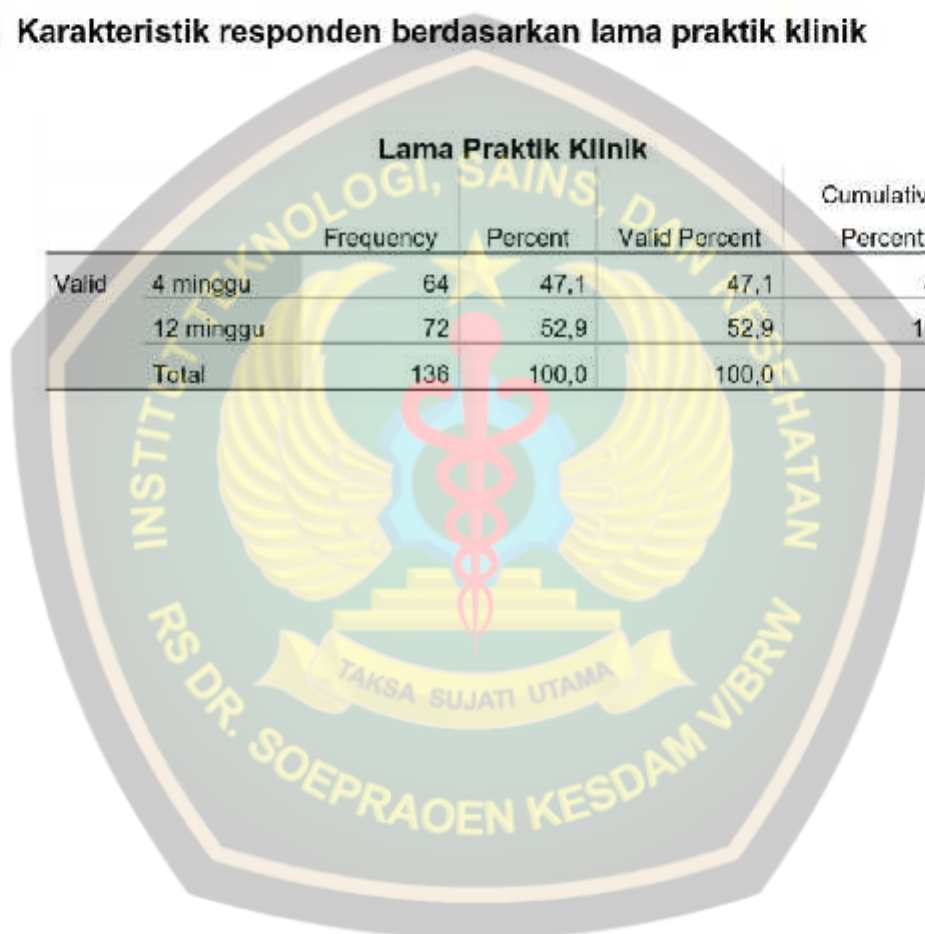 Karakteristik responden berdasarkan lama praktik klinik
Lama Praktik Klinik
Cumulativ
Frequency Percent Valid Percent Percent
Valid 4 minggu 64 47,1 47,1
12 minggu 72 52,9 52,9 1
Total 136 100,0 100,0
INSTITUT TEKNOLOGI, SAINS, DAN KESEHATAN
TAKSA SUJATI UTAMA
RS DR. SOEPRAOEN KESDAM V/BRW